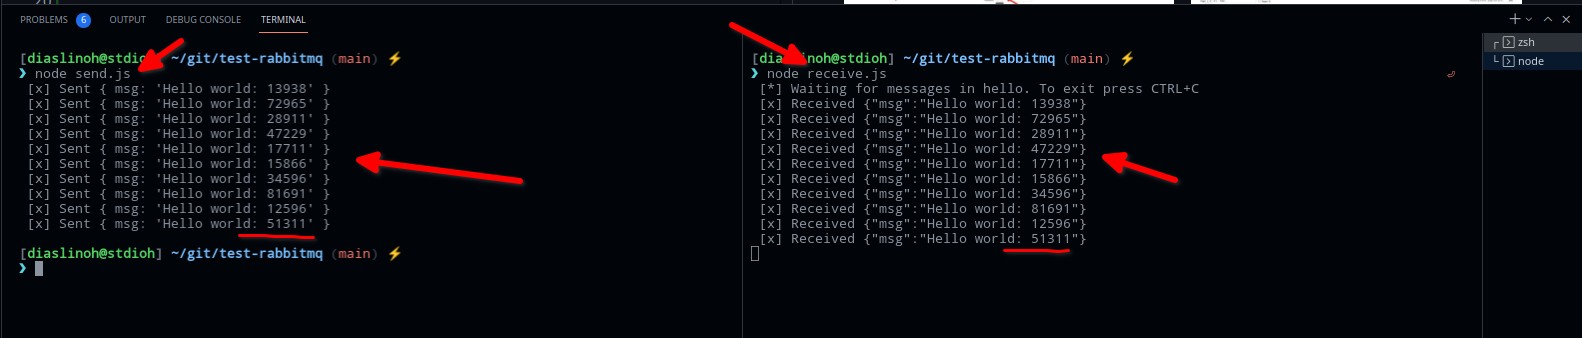 PROBLEMS 6 OUTPUT DEBUG CONSOLE TERMINAL
[diaslinoh@stdioh] ~/git/test-rabbitmq (main) ⚡
❯ node send.js
[x] Sent { msg: 'Hello world: 13938' }
[x] Sent { msg: 'Hello world: 72965' }
[x] Sent { msg: 'Hello world: 28911' }
[x] Sent { msg: 'Hello world: 47229' }
[x] Sent { msg: 'Hello world: 17711' }
[x] Sent { msg: 'Hello world: 15866' }
[x] Sent { msg: 'Hello world: 34596' }
[x] Sent { msg: 'Hello world: 81691' }
[x] Sent { msg: 'Hello world: 12596' }
[x] Sent { msg: 'Hello world: 51311' }
[diaslinoh@stdioh] ~/git/test-rabbitmq (main) ⚡
❯
[diaslinoh@stdioh] ~/git/test-rabbitmq (main) ⚡
❯ node receive.js
[*] Waiting for messages in hello. To exit press CTRL+C
[x] Received {"msg":"Hello world: 13938"}
[x] Received {"msg":"Hello world: 72965"}
[x] Received {"msg":"Hello world: 28911"}
[x] Received {"msg":"Hello world: 47229"}
[x] Received {"msg":"Hello world: 17711"}
[x] Received {"msg":"Hello world: 15866"}
[x] Received {"msg":"Hello world: 34596"}
[x] Received {"msg":"Hello world: 81691"}
[x] Received {"msg":"Hello world: 12596"}
[x] Received {"msg":"Hello world: 51311"}
zsh
node